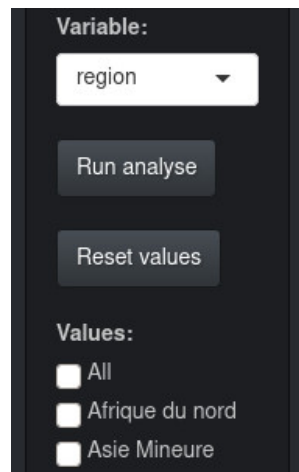 Variable:
region
Run analyse
Reset values
Values:
All
Afrique du nord
Asie Mineure